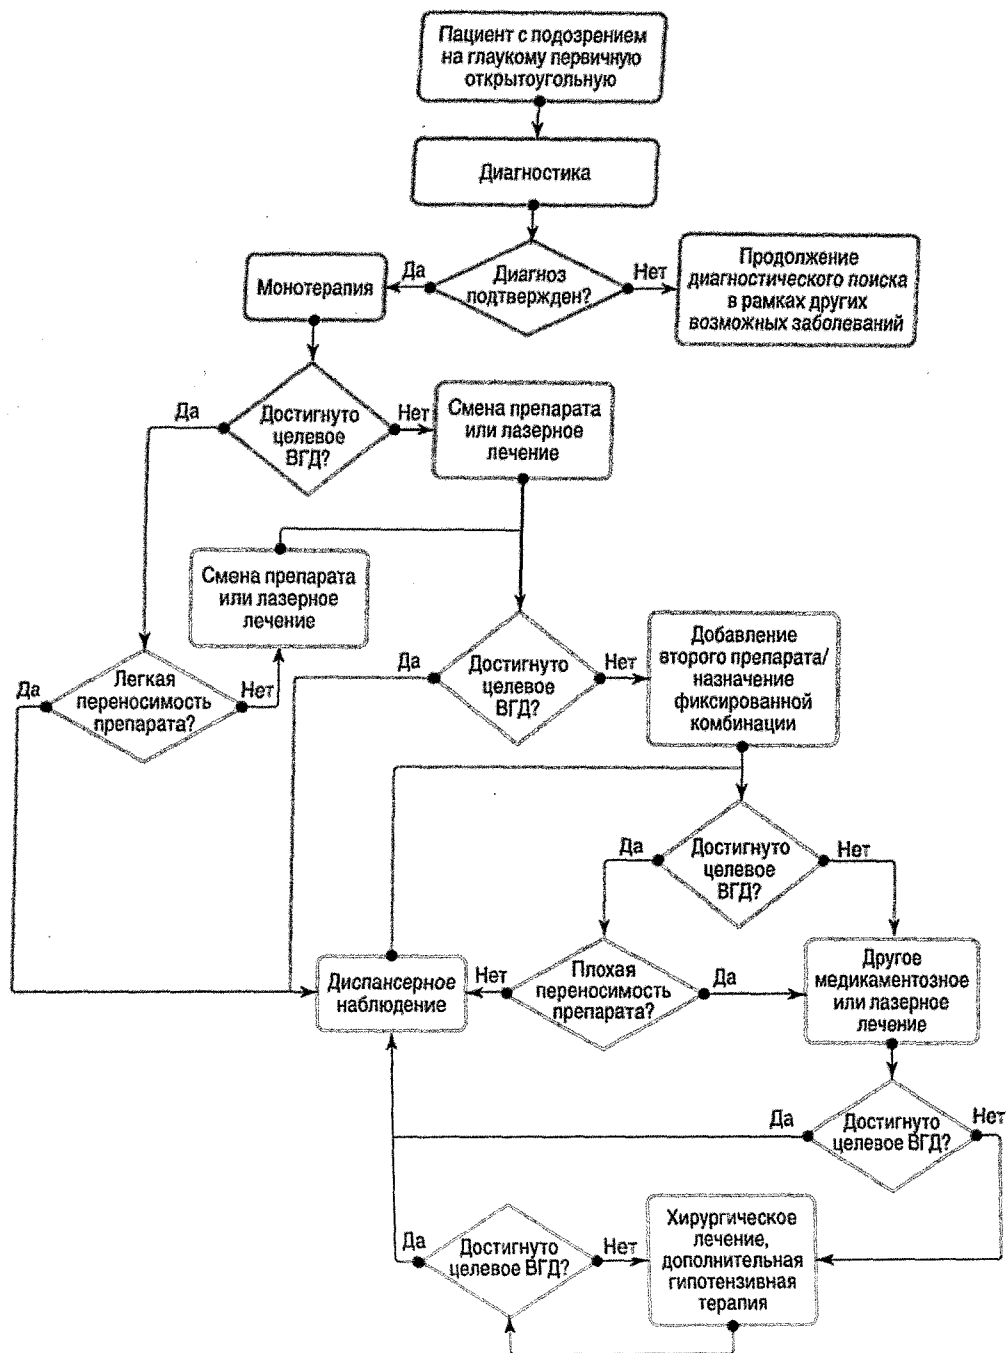 Пациент с подозрением
на глаукому первичную
открытоугольную
Диагностика
Диагноз
подтвержден?
Да
Нет
Монотерапия
Продолжение
диагностического поиска
в рамках других
возможных заболеваний
Достигнуто
целевое
ВГД?
Да
Нет
Смена препарата
или лазерное
лечение
Смена препарата
или лазерное
лечение
Легкая
переносимость
препарата?
Да
Нет
Достигнуто
целевое
ВГД?
Да
Нет
Добавление
второго препарата/
назначение
фиксированной
комбинации
Достигнуто
целевое
ВГД?
Да
Нет
Диспансерное
наблюдение
Нет
Плохая
переносимость
препарата?
Да
Другое
медикаментозное
или лазерное
лечение
Да
Достигнуто
целевое ВГД?
Нет
Да
Достигнуто
целевое ВГД?
Нет
Хирургическое
лечение,
дополнительная
гипотензивная
терапия